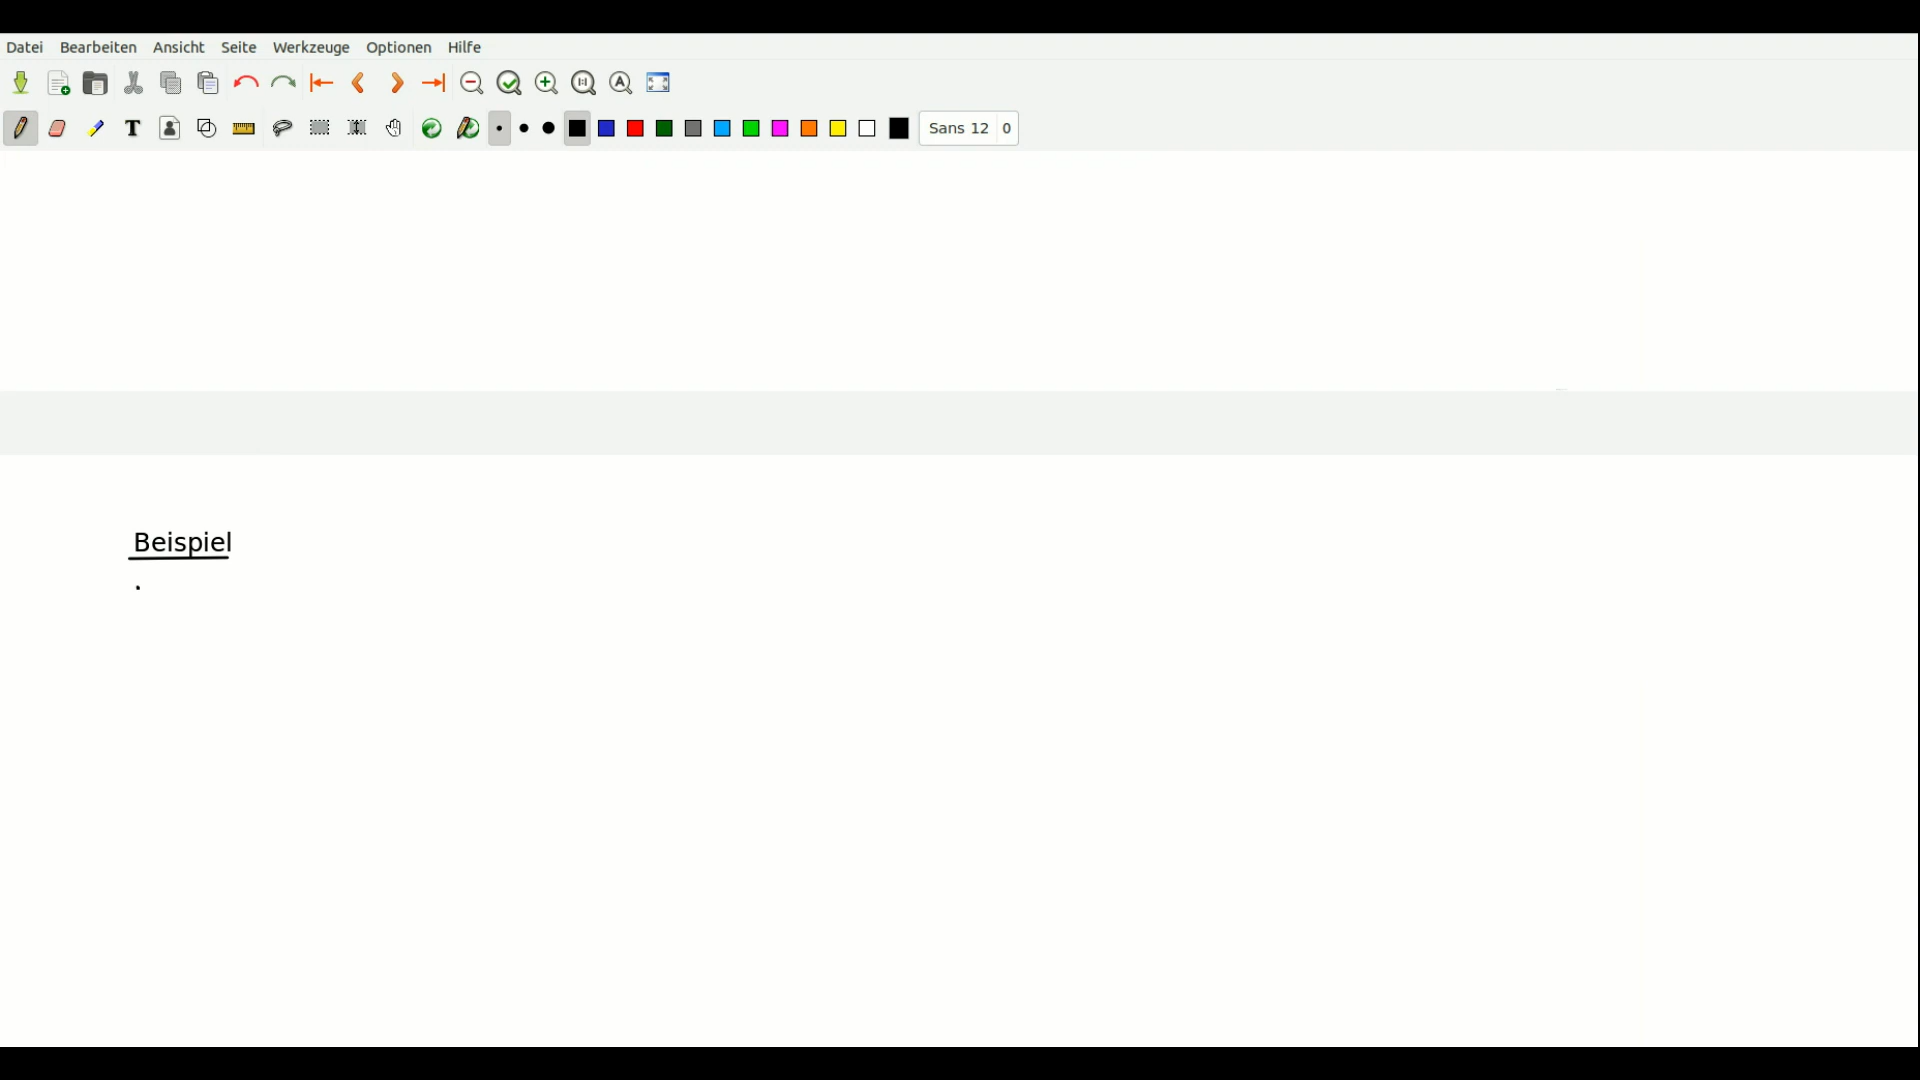 Datei Bearbeiten Ansicht Seite Werkzeuge Optionen Hilfe
Sans 12 0
Beispiel
.